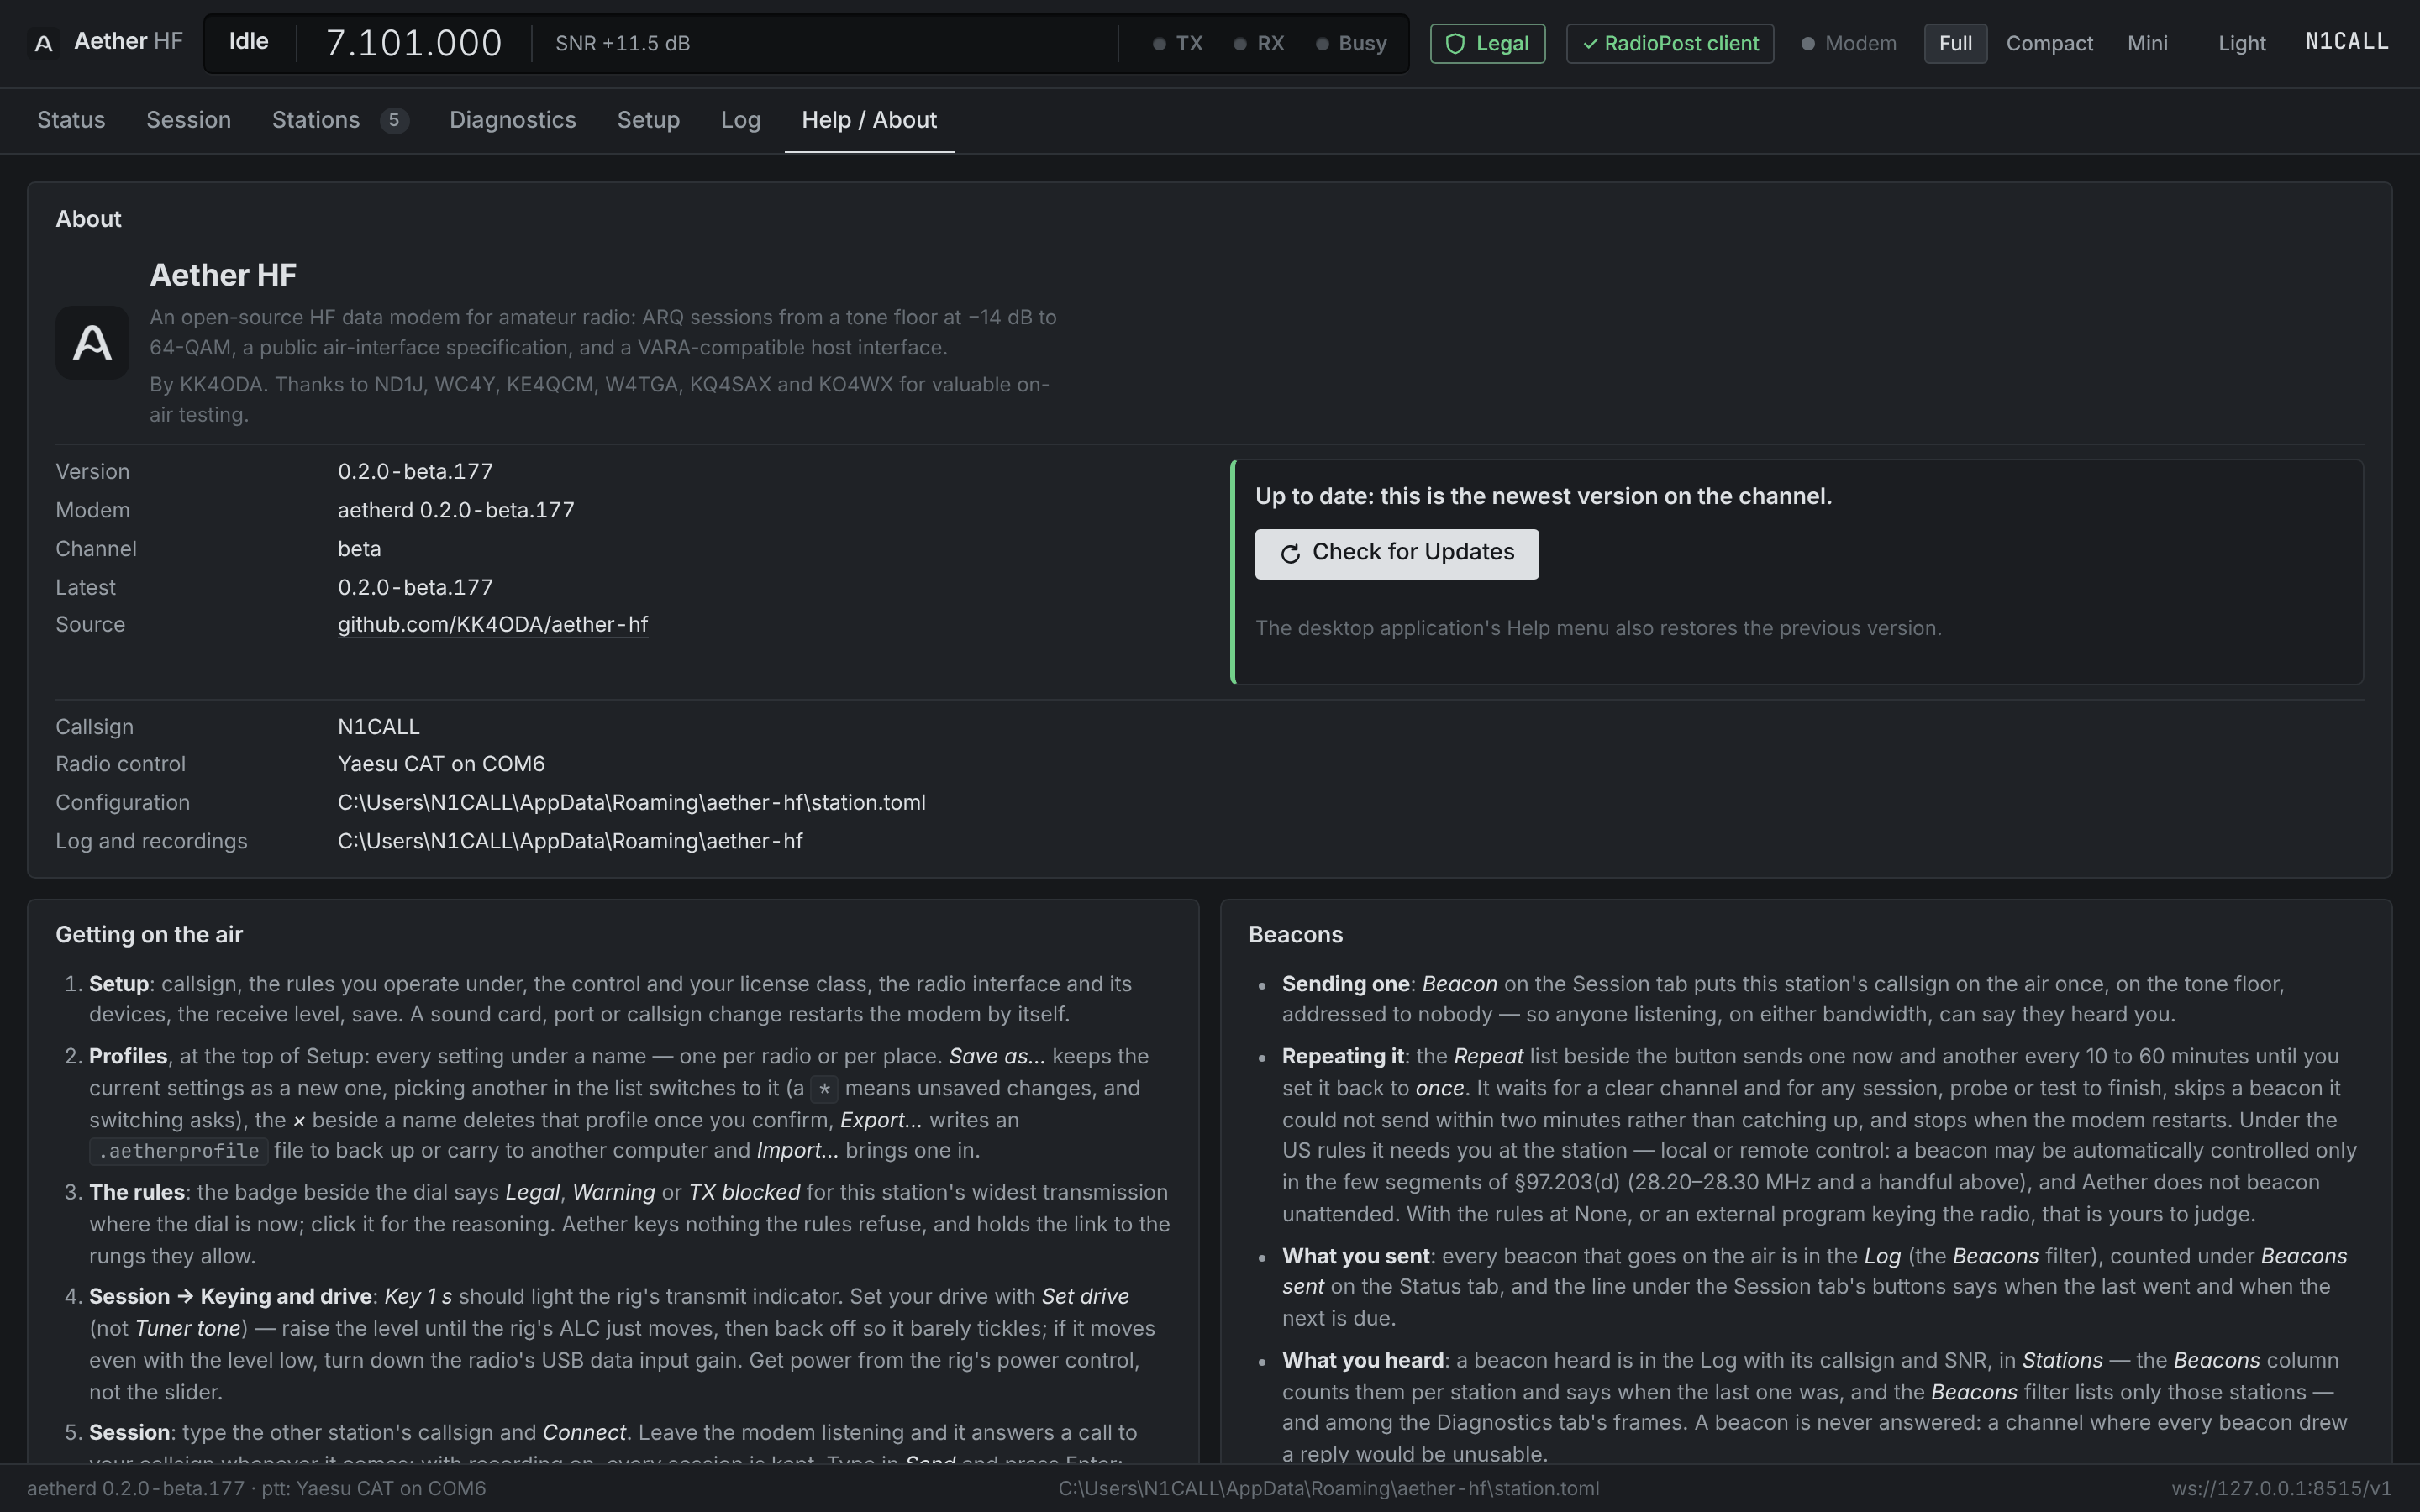 Aether HF
Idle
7.101.000
SNR +11.5 dB
TX
RX
Busy
Legal
✓ RadioPost client
Modem
Full
Compact
Mini
Light
N1CALL
Status
Session
Stations 5
Diagnostics
Setup
Log
Help / About
About
Aether HF
An open-source HF data modem for amateur radio: ARQ sessions from a tone floor at −14 dB to
64-QAM, a public air-interface specification, and a VARA-compatible host interface.
By KK4ODA. Thanks to ND1J, WC4Y, KE4QCM, W4TGA, KQ4SAX and KO4WX for valuable on-
air testing.
Version 0.2.0-beta.177
Modem aetherd 0.2.0-beta.177
Channel beta
Latest 0.2.0-beta.177
Source github.com/KK4ODA/aether-hf
Up to date: this is the newest version on the channel.
Check for Updates
The desktop application's Help menu also restores the previous version.
Callsign N1CALL
Radio control Yaesu CAT on COM6
Configuration C:\Users\N1CALL\AppData\Roaming\aether-hf\station.toml
Log and recordings C:\Users\N1CALL\AppData\Roaming\aether-hf
Getting on the air
1. Setup: callsign, the rules you operate under, the control and your license class, the radio interface and its
devices, the receive level, save. A sound card, port or callsign change restarts the modem by itself.
2. Profiles, at the top of Setup: every setting under a name — one per radio or per place. Save as… keeps the
current settings as a new one, picking another in the list switches to it (a * means unsaved changes, and
switching asks), the × beside a name deletes that profile once you confirm, Export… writes an
.aetherprofile file to back up or carry to another computer and Import… brings one in.
3. The rules: the badge beside the dial says Legal, Warning or TX blocked for this station's widest transmission
where the dial is now; click it for the reasoning. Aether keys nothing the rules refuse, and holds the link to the
rungs they allow.
4. Session → Keying and drive: Key 1 s should light the rig's transmit indicator. Set your drive with Set drive
(not Tuner tone) — raise the level until the rig's ALC just moves, then back off so it barely tickles; if it moves
even with the level low, turn down the radio's USB data input gain. Get power from the rig's power control,
not the slider.
5. Session: type the other station's callsign and Connect. Leave the modem listening and it answers a call to
your callsign whenever it comes; with recording on, every session is kept. Type in Send and press Enter;
Beacons
• Sending one: Beacon on the Session tab puts this station's callsign on the air once, on the tone floor,
addressed to nobody — so anyone listening, on either bandwidth, can say they heard you.
• Repeating it: the Repeat list beside the button sends one now and another every 10 to 60 minutes until you
set it back to once. It waits for a clear channel and for any session, probe or test to finish, skips a beacon it
could not send within two minutes rather than catching up, and stops when the modem restarts. Under the
US rules it needs you at the station — local or remote control: a beacon may be automatically controlled only
in the few segments of §97.203(d) (28.20–28.30 MHz and a handful above), and Aether does not beacon
unattended. With the rules at None, or an external program keying the radio, that is yours to judge.
• What you sent: every beacon that goes on the air is in the Log (the Beacons filter), counted under Beacons
sent on the Status tab, and the line under the Session tab's buttons says when the last went and when the
next is due.
• What you heard: a beacon heard is in the Log with its callsign and SNR, in Stations — the Beacons column
counts them per station and says when the last one was, and the Beacons filter lists only those stations —
and among the Diagnostics tab's frames. A beacon is never answered: a channel where every beacon drew
a reply would be unusable.
aetherd 0.2.0-beta.177 · ptt: Yaesu CAT on COM6
C:\Users\N1CALL\AppData\Roaming\aether-hf\station.toml
ws://127.0.0.1:8515/v1